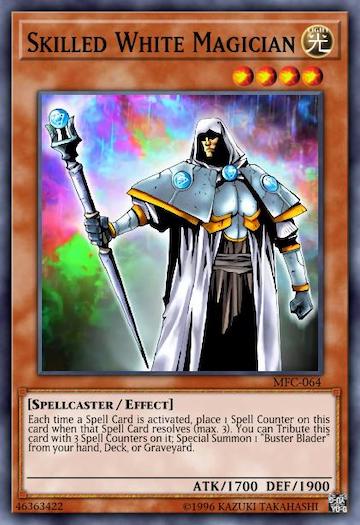 Skilled White Magician
LIGHT
光
MFC-064
[Spellcaster / Effect]
Each time a Spell Card is activated, place 1 Spell Counter on this
card when that Spell Card resolves (max. 3). You can Tribute this
card with 3 Spell Counters on it; Special Summon 1 "Buster Blader"
from your hand, Deck, or Graveyard.
ATK/1700 DEF/1900
46363422
©1996 KAZUKI TAKAHASHI